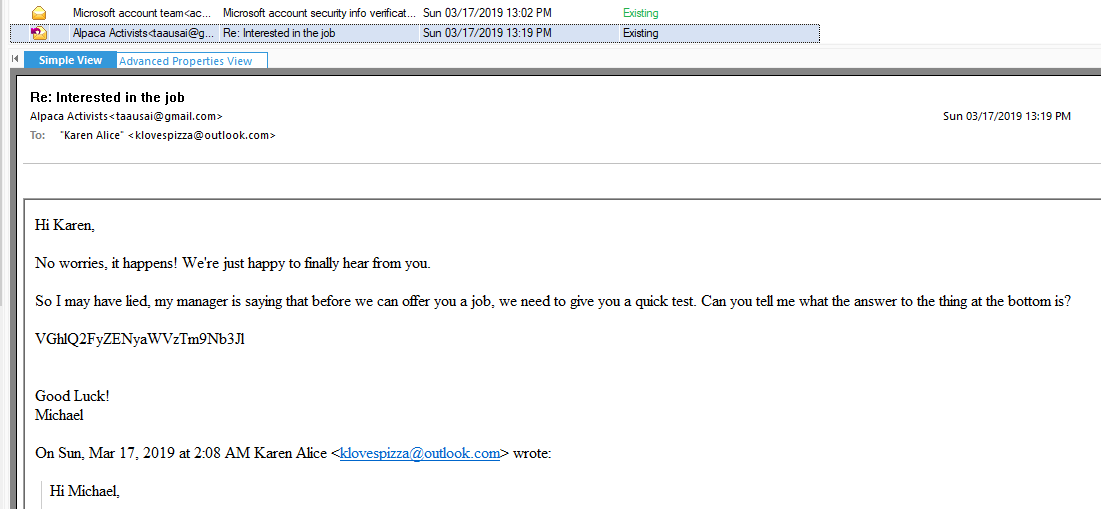 Microsoft account team<ac... Microsoft account security info verificat... Sun 03/17/2019 13:02 PM Existing
Alpaca Activists<taausai@g... Re: Interested in the job Sun 03/17/2019 13:19 PM Existing
Simple View Advanced Properties View
Re: Interested in the job
Alpaca Activists<taausai@gmail.com> Sun 03/17/2019 13:19 PM
To: "Karen Alice" <klovespizza@outlook.com>
Hi Karen,
No worries, it happens! We're just happy to finally hear from you.
So I may have lied, my manager is saying that before we can offer you a job, we need to give you a quick test. Can you tell me what the answer to the thing at the bottom is?
VGhlQ2FyZENyaWVzTm9Nb3Jl
Good Luck!
Michael
On Sun, Mar 17, 2019 at 2:08 AM Karen Alice <klovespizza@outlook.com> wrote:
Hi Michael,